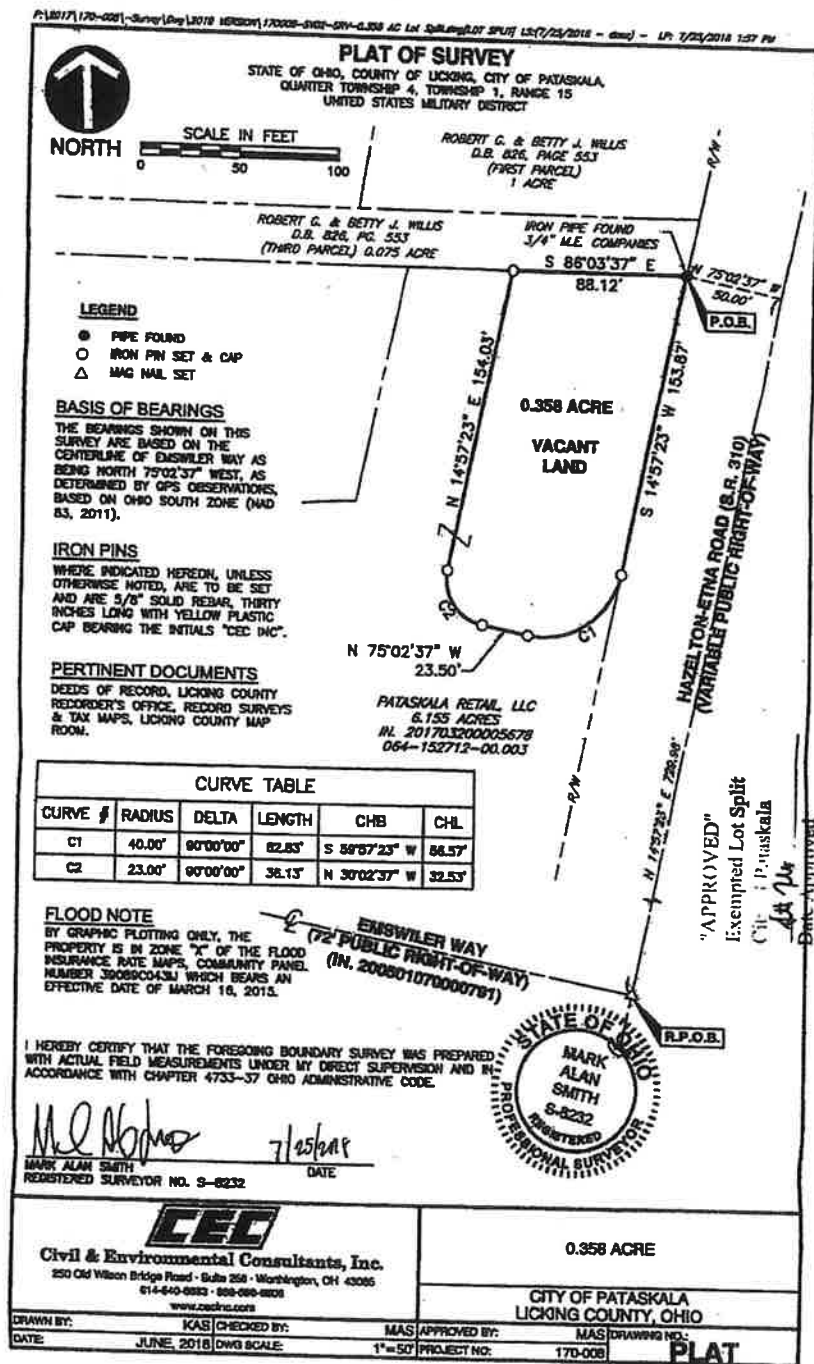 PLAT OF SURVEY
STATE OF OHIO, COUNTY OF LICKING, CITY OF PATASKALA,
QUARTER TOWNSHIP 4, TOWNSHIP 1, RANGE 15
UNITED STATES MILITARY DISTRICT
NORTH
SCALE IN FEET
0 50 100
ROBERT G. & BETTY J. WILLIS
D.B. 826, PAGE 553
(FIRST PARCEL)
1 ACRE
R/W
ROBERT G. & BETTY J. WILLIS
D.B. 826, PG. 553
(THIRD PARCEL) 0.075 ACRE
IRON PIPE FOUND
3/4" M.E. COMPANIES
S 86°03'37" E
88.12'
N 75°02'37" W
50.00'
P.O.B.
LEGEND
PIPE FOUND
IRON PIN SET & CAP
MAG NAIL SET
N 14°57'23" E 154.03'
S 14°57'23" W 153.87'
0.358 ACRE
VACANT
LAND
BASIS OF BEARINGS
THE BEARINGS SHOWN ON THIS
SURVEY ARE BASED ON THE
CENTERLINE OF EMSWILER WAY AS
BEING NORTH 75°02'37" WEST, AS
DETERMINED BY GPS OBSERVATIONS,
BASED ON OHIO SOUTH ZONE (NAD
83, 2011).
HAZELTON-ETNA ROAD (S.R. 310)
(VARIABLE PUBLIC RIGHT-OF-WAY)
IRON PINS
WHERE INDICATED HEREON, UNLESS
OTHERWISE NOTED, ARE TO BE SET
AND ARE 5/8" SOLID REBAR, THIRTY
INCHES LONG WITH YELLOW PLASTIC
CAP BEARING THE INITIALS "CEC INC".
C2
C1
N 75°02'37" W
23.50'
PERTINENT DOCUMENTS
DEEDS OF RECORD, LICKING COUNTY
RECORDER'S OFFICE, RECORD SURVEYS
& TAX MAPS, LICKING COUNTY MAP
ROOM.
PATASKALA RETAIL, LLC
6.155 ACRES
IN. 201703200005678
064-152712-00.003
R/W
N 14°57'23" E 729.98'
CURVE TABLE
CURVE # RADIUS DELTA LENGTH CHB CHL
C1 40.00' 90°00'00" 62.83' S 59°57'23" W 56.57'
C2 23.00' 90°00'00" 36.13' N 30°02'37" W 32.53'
"APPROVED"
Exempted Lot Split
Pataskala
Date Approved
FLOOD NOTE
BY GRAPHIC PLOTTING ONLY, THE
PROPERTY IS IN ZONE "X" OF THE FLOOD
INSURANCE RATE MAPS, COMMUNITY PANEL
NUMBER WHICH BEARS AN
EFFECTIVE DATE OF MARCH 16, 2015.
EMSWILER WAY
(72' PUBLIC RIGHT-OF-WAY)
(IN. 200501070000791)
R.P.O.B.
I HEREBY CERTIFY THAT THE FOREGOING BOUNDARY SURVEY WAS PREPARED
WITH ACTUAL FIELD MEASUREMENTS UNDER MY DIRECT SUPERVISION AND IN
ACCORDANCE WITH CHAPTER 4733-37 OHIO ADMINISTRATIVE CODE.
STATE OF OHIO
MARK
ALAN
SMITH
S-8232
REGISTERED
PROFESSIONAL SURVEYOR
7/25/2018
MARK ALAN SMITH DATE
REGISTERED SURVEYOR NO. S-8232
CEC
Civil & Environmental Consultants, Inc.
250 Old Wilson Bridge Road · Suite 250 · Worthington, OH 43085
www.cecinc.com
0.358 ACRE
CITY OF PATASKALA
LICKING COUNTY, OHIO
DRAWN BY: KAS CHECKED BY: MAS APPROVED BY: MAS DRAWING NO.:
DATE: JUNE, 2018 DWG SCALE: 1"=50' PROJECT NO: 170-008 PLAT